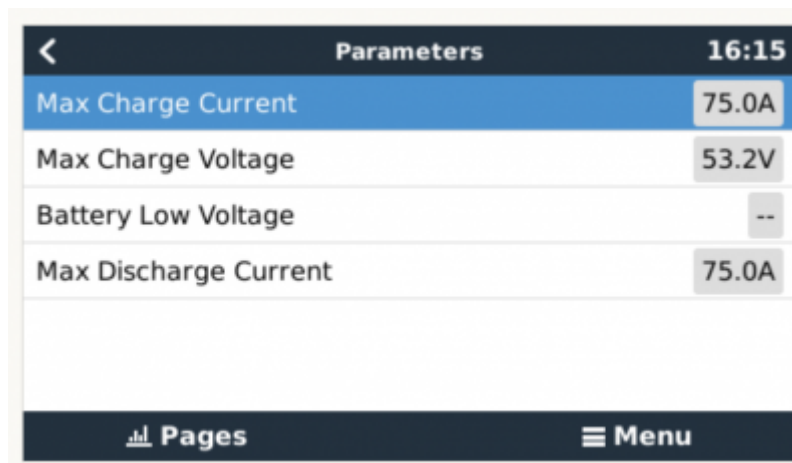 Parameters 16:15
Max Charge Current 75.0A
Max Charge Voltage 53.2V
Battery Low Voltage --
Max Discharge Current 75.0A
Pages Menu